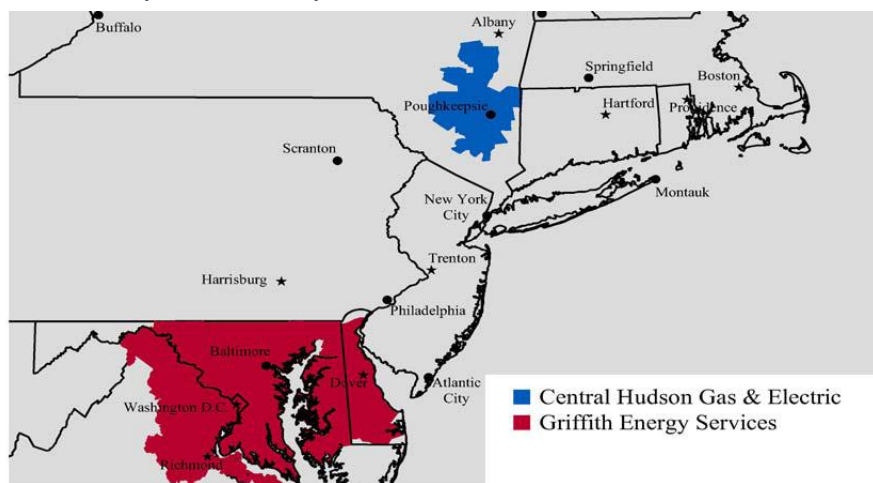 Albany
Buffalo
Springfield
Boston
Poughkeepsie
Hartford
Providence
Scranton
Montauk
New York
City
Trenton
Harrisburg
Philadelphia
Baltimore
Dover
Atlantic
City
Washington D.C.
Richmond
Central Hudson Gas & Electric
Griffith Energy Services